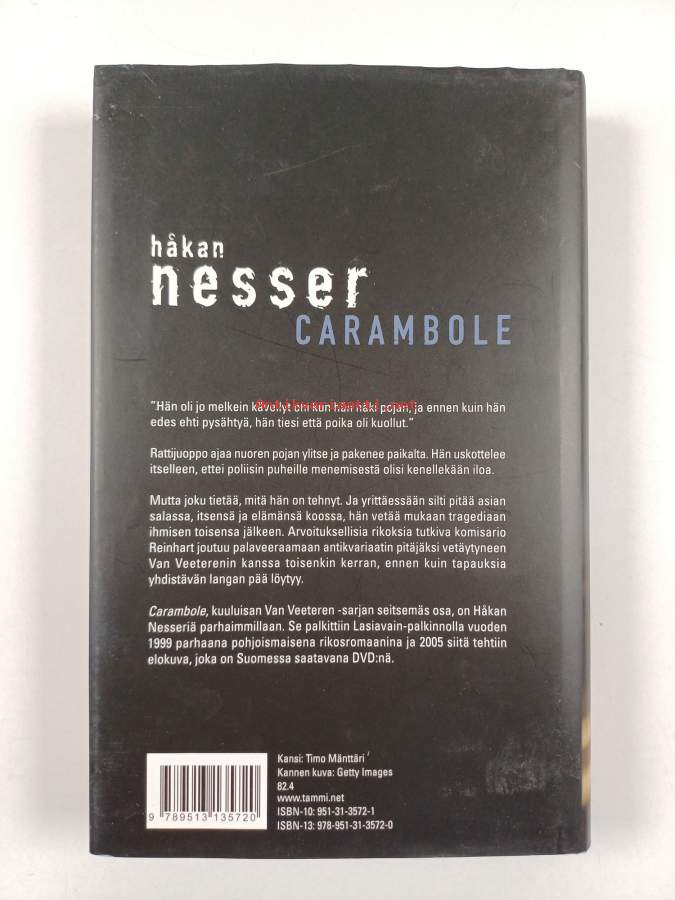 håkan
nesser
CARAMBOLE
antikvariaatti.net
"Hän oli jo melkein kävellyt ohi kun hän näki pojan, ja ennen kuin hän
edes ehti pysähtyä, hän tiesi että poika oli kuollut."
Rattijuoppo ajaa nuoren pojan ylitse ja pakenee paikalta. Hän uskottelee
itselleen, ettei poliisin puheille menemisestä olisi kenellekään iloa.
Mutta joku tietää, mitä hän on tehnyt. Ja yrittäessään silti pitää asian
salassa, itsensä ja elämänsä koossa, hän vetää mukaan tragediaan
ihmisen toisensa jälkeen. Arvoituksellisia rikoksia tutkiva komisario
Reinhart joutuu palaveeraamaan antikvariaatin pitäjäksi vetäytyneen
Van Veeterenin kanssa toisenkin kerran, ennen kuin tapauksia
yhdistävän langan pää löytyy.
Carambole, kuuluisan Van Veeteren -sarjan seitsemäs osa, on Håkan
Nesseriä parhaimmillaan. Se palkittiin Lasiavain-palkinnolla vuoden
1999 parhaana pohjoismaisena rikosromaanina ja 2005 siitä tehtiin
elokuva, joka on Suomessa saatavana DVD:nä.
Kansi: Timo Mänttäri
Kannen kuva: Getty Images
82.4
www.tammi.net
ISBN-10: 951-31-3572-1
ISBN-13: 978-951-31-3572-0
9 789513 135720